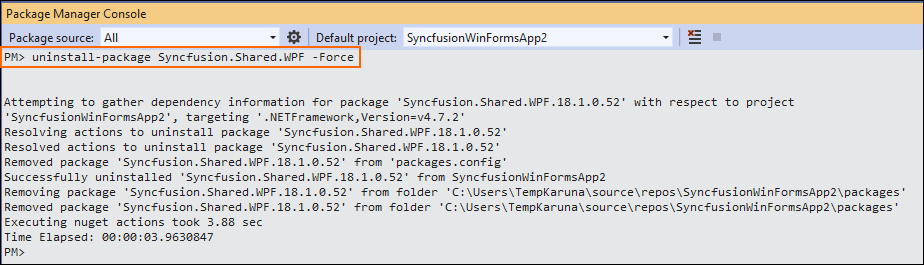 Package Manager Console
Package source: All Default project: SyncfusionWinFormsApp2
PM> uninstall-package Syncfusion.Shared.WPF -Force
Attempting to gather dependency information for package 'Syncfusion.Shared.WPF.18.1.0.52' with respect to project
'SyncfusionWinFormsApp2', targeting '.NETFramework,Version=v4.7.2'
Resolving actions to uninstall package 'Syncfusion.Shared.WPF.18.1.0.52'
Resolved actions to uninstall package 'Syncfusion.Shared.WPF.18.1.0.52'
Removed package 'Syncfusion.Shared.WPF.18.1.0.52' from 'packages.config'
Successfully uninstalled 'Syncfusion.Shared.WPF.18.1.0.52' from SyncfusionWinFormsApp2
Removing package 'Syncfusion.Shared.WPF.18.1.0.52' from folder 'C:\Users\TempKaruna\source\repos\SyncfusionWinFormsApp2\packages'
Removed package 'Syncfusion.Shared.WPF.18.1.0.52' from folder 'C:\Users\TempKaruna\source\repos\SyncfusionWinFormsApp2\packages'
Executing nuget actions took 3.88 sec
Time Elapsed: 00:00:03.9630847
PM>